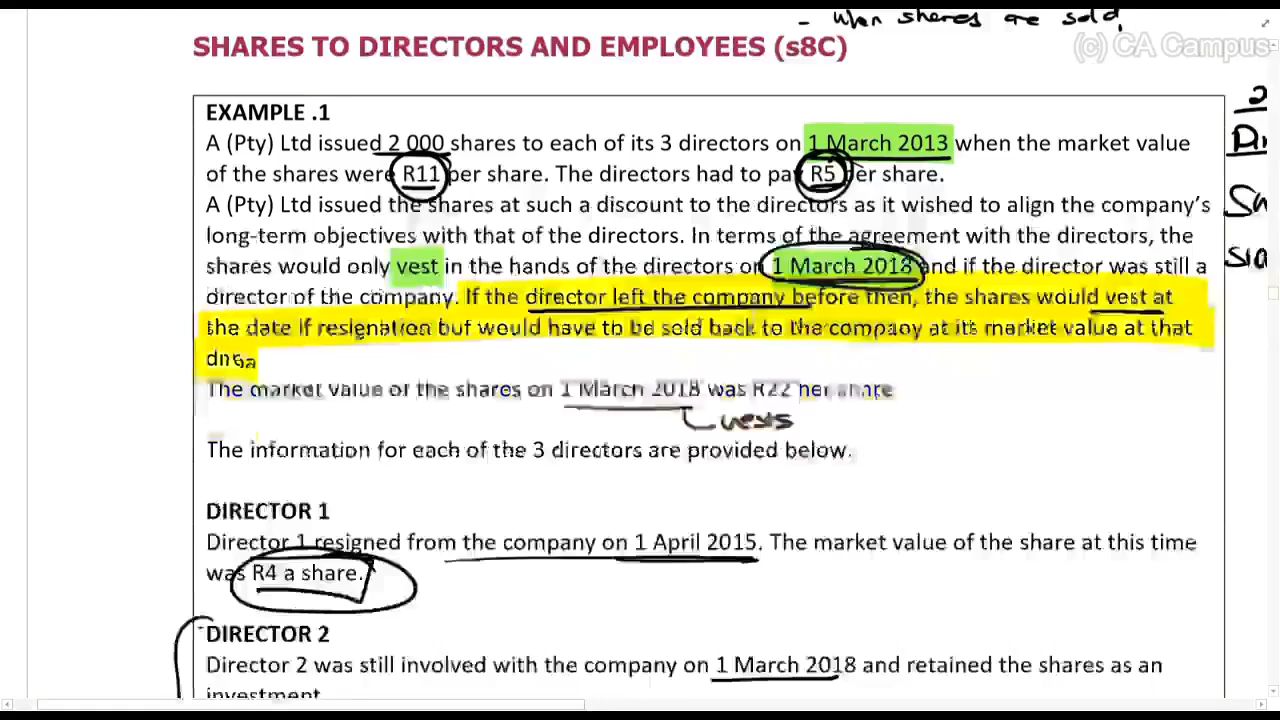 - when shares are sold,
SHARES TO DIRECTORS AND EMPLOYEES (s8C)
(c) CA Campus
EXAMPLE .1
A (Pty) Ltd issued 2 000 shares to each of its 3 directors on 1 March 2013 when the market value
of the shares were R11 per share. The directors had to pay R5 per share.
A (Pty) Ltd issued the shares at such a discount to the directors as it wished to align the company's
long-term objectives with that of the directors. In terms of the agreement with the directors, the
shares would only vest in the hands of the directors on 1 March 2018 and if the director was still a
director of the company. If the director left the company before then, the shares would vest at
the date if resignation but would have to be sold back to the company at its market value at that
The market value of the shares on 1 March 2018 was R22 per share
vests
The information for each of the 3 directors are provided below.
DIRECTOR 1
Director 1 resigned from the company on 1 April 2015. The market value of the share at this time
was R4 a share.
DIRECTOR 2
Director 2 was still involved with the company on 1 March 2018 and retained the shares as an
investment